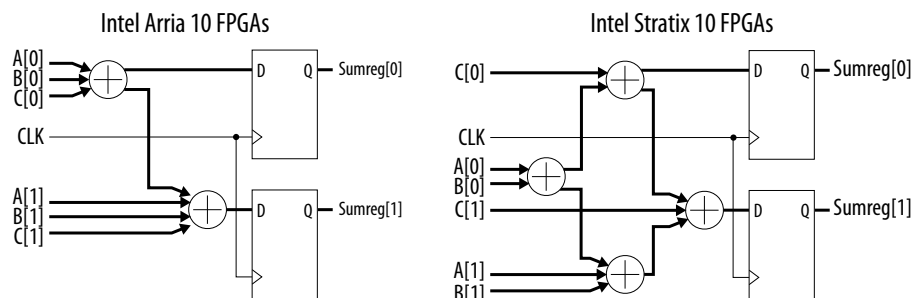 Intel Arria 10 FPGAs
A[0]
B[0]
C[0]
D Q Sumreg[0]
CLK
A[1]
B[1]
C[1]
D Q Sumreg[1]
Intel Stratix 10 FPGAs
C[0]
D Q Sumreg[0]
CLK
A[0]
B[0]
C[1]
D Q Sumreg[1]
A[1]
B[1]